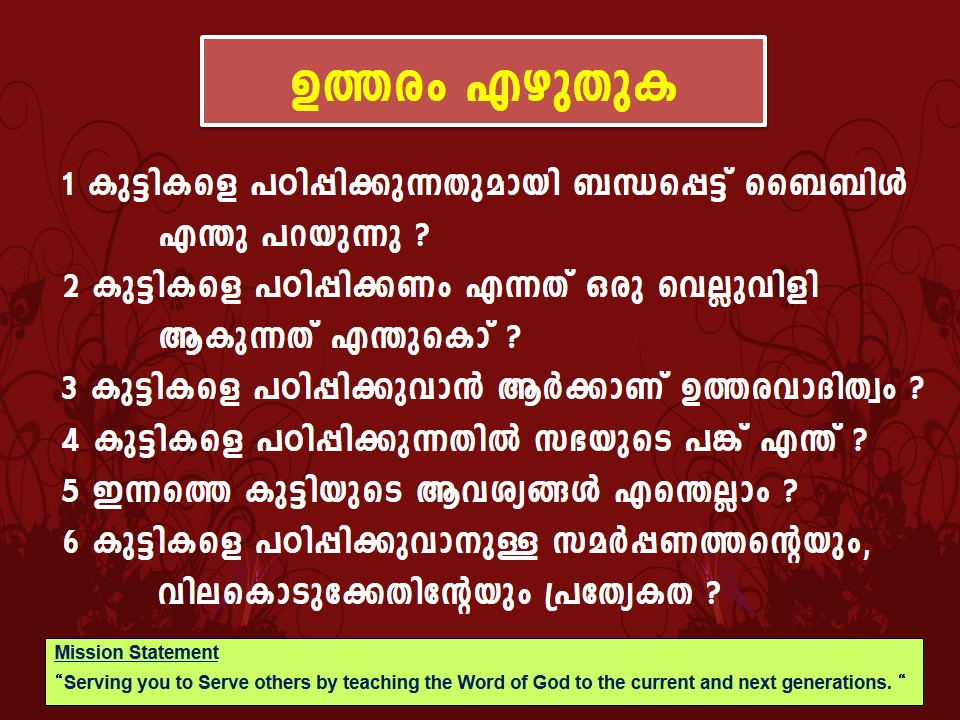 ഉത്തരം എഴുതുക
1 കുട്ടികളെ പഠിപ്പിക്കുന്നതുമായി ബന്ധപ്പെട്ട് ബൈബിൾ
എന്തു പറയുന്നു ?
2 കുട്ടികളെ പഠിപ്പിക്കണം എന്നത് ഒരു വെല്ലുവിളി
ആകുന്നത് എന്തുകൊ് ?
3 കുട്ടികളെ പഠിപ്പിക്കുവാൻ ആർക്കാണ് ഉത്തരവാദിത്വം ?
4 കുട്ടികളെ പഠിപ്പിക്കുന്നതിൽ സഭയുടെ പങ്ക് എന്ത് ?
5 ഇന്നത്തെ കുട്ടിയുടെ ആവശ്യങ്ങൾ എന്തെല്ലാം ?
6 കുട്ടികളെ പഠിപ്പിക്കുവാനുള്ള സമർപ്പണത്തന്റെയും,
വിലകൊടുക്കേതിന്റേയും പ്രത്യേകത ?
Mission Statement
“Serving you to Serve others by teaching the Word of God to the current and next generations. “